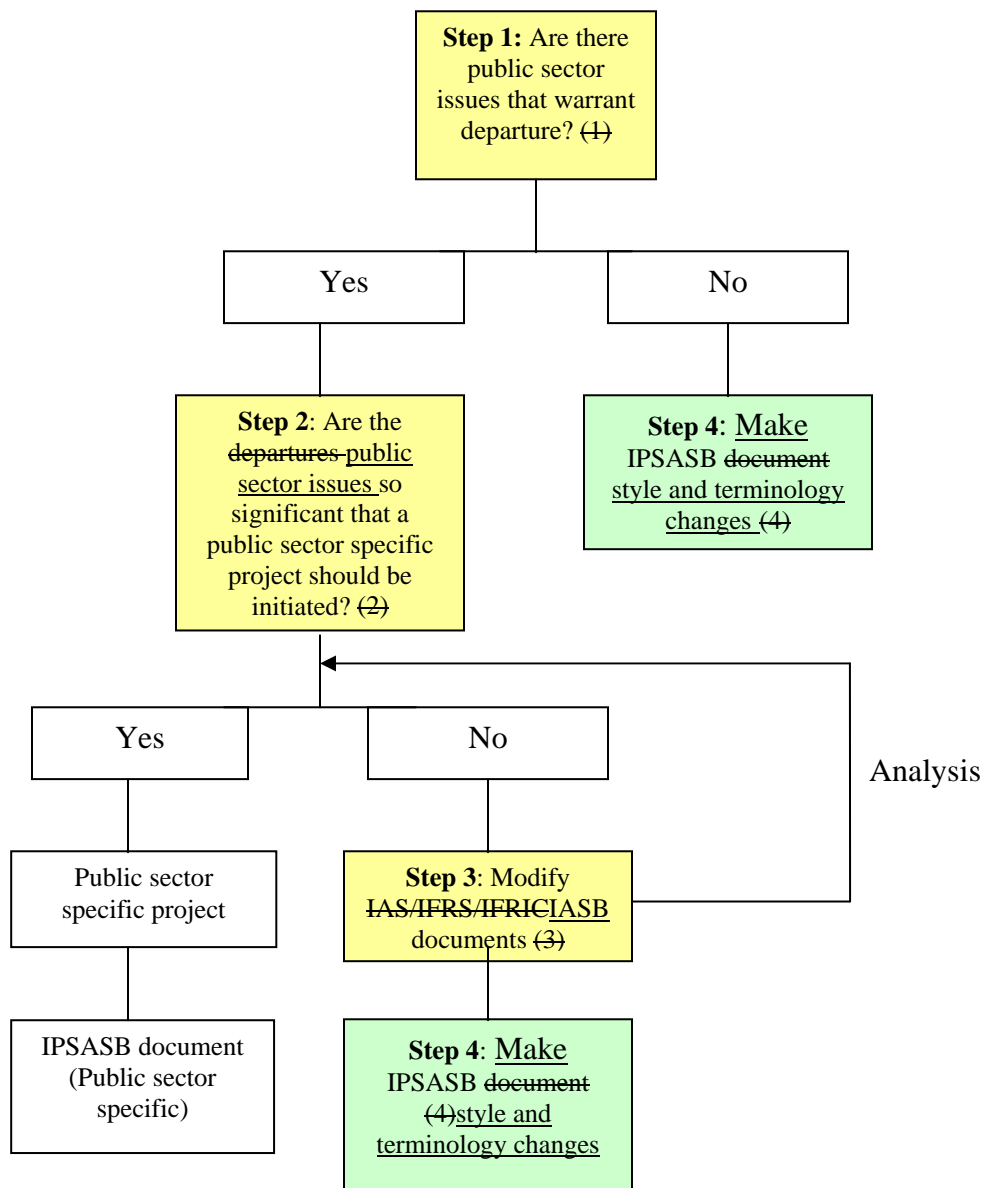 Step 1: Are there
public sector
issues that warrant
departure? (1)
Yes
No
Step 2: Are the
departures public
sector issues so
significant that a
public sector specific
project should be
initiated? (2)
Step 4: Make
IPSASB document
style and terminology
changes (4)
Yes
No
Analysis
Public sector
specific project
Step 3: Modify
IAS/IFRS/IFRICIASB
documents (3)
IPSASB document
(Public sector
specific)
Step 4: Make
IPSASB document
(4)style and
terminology changes